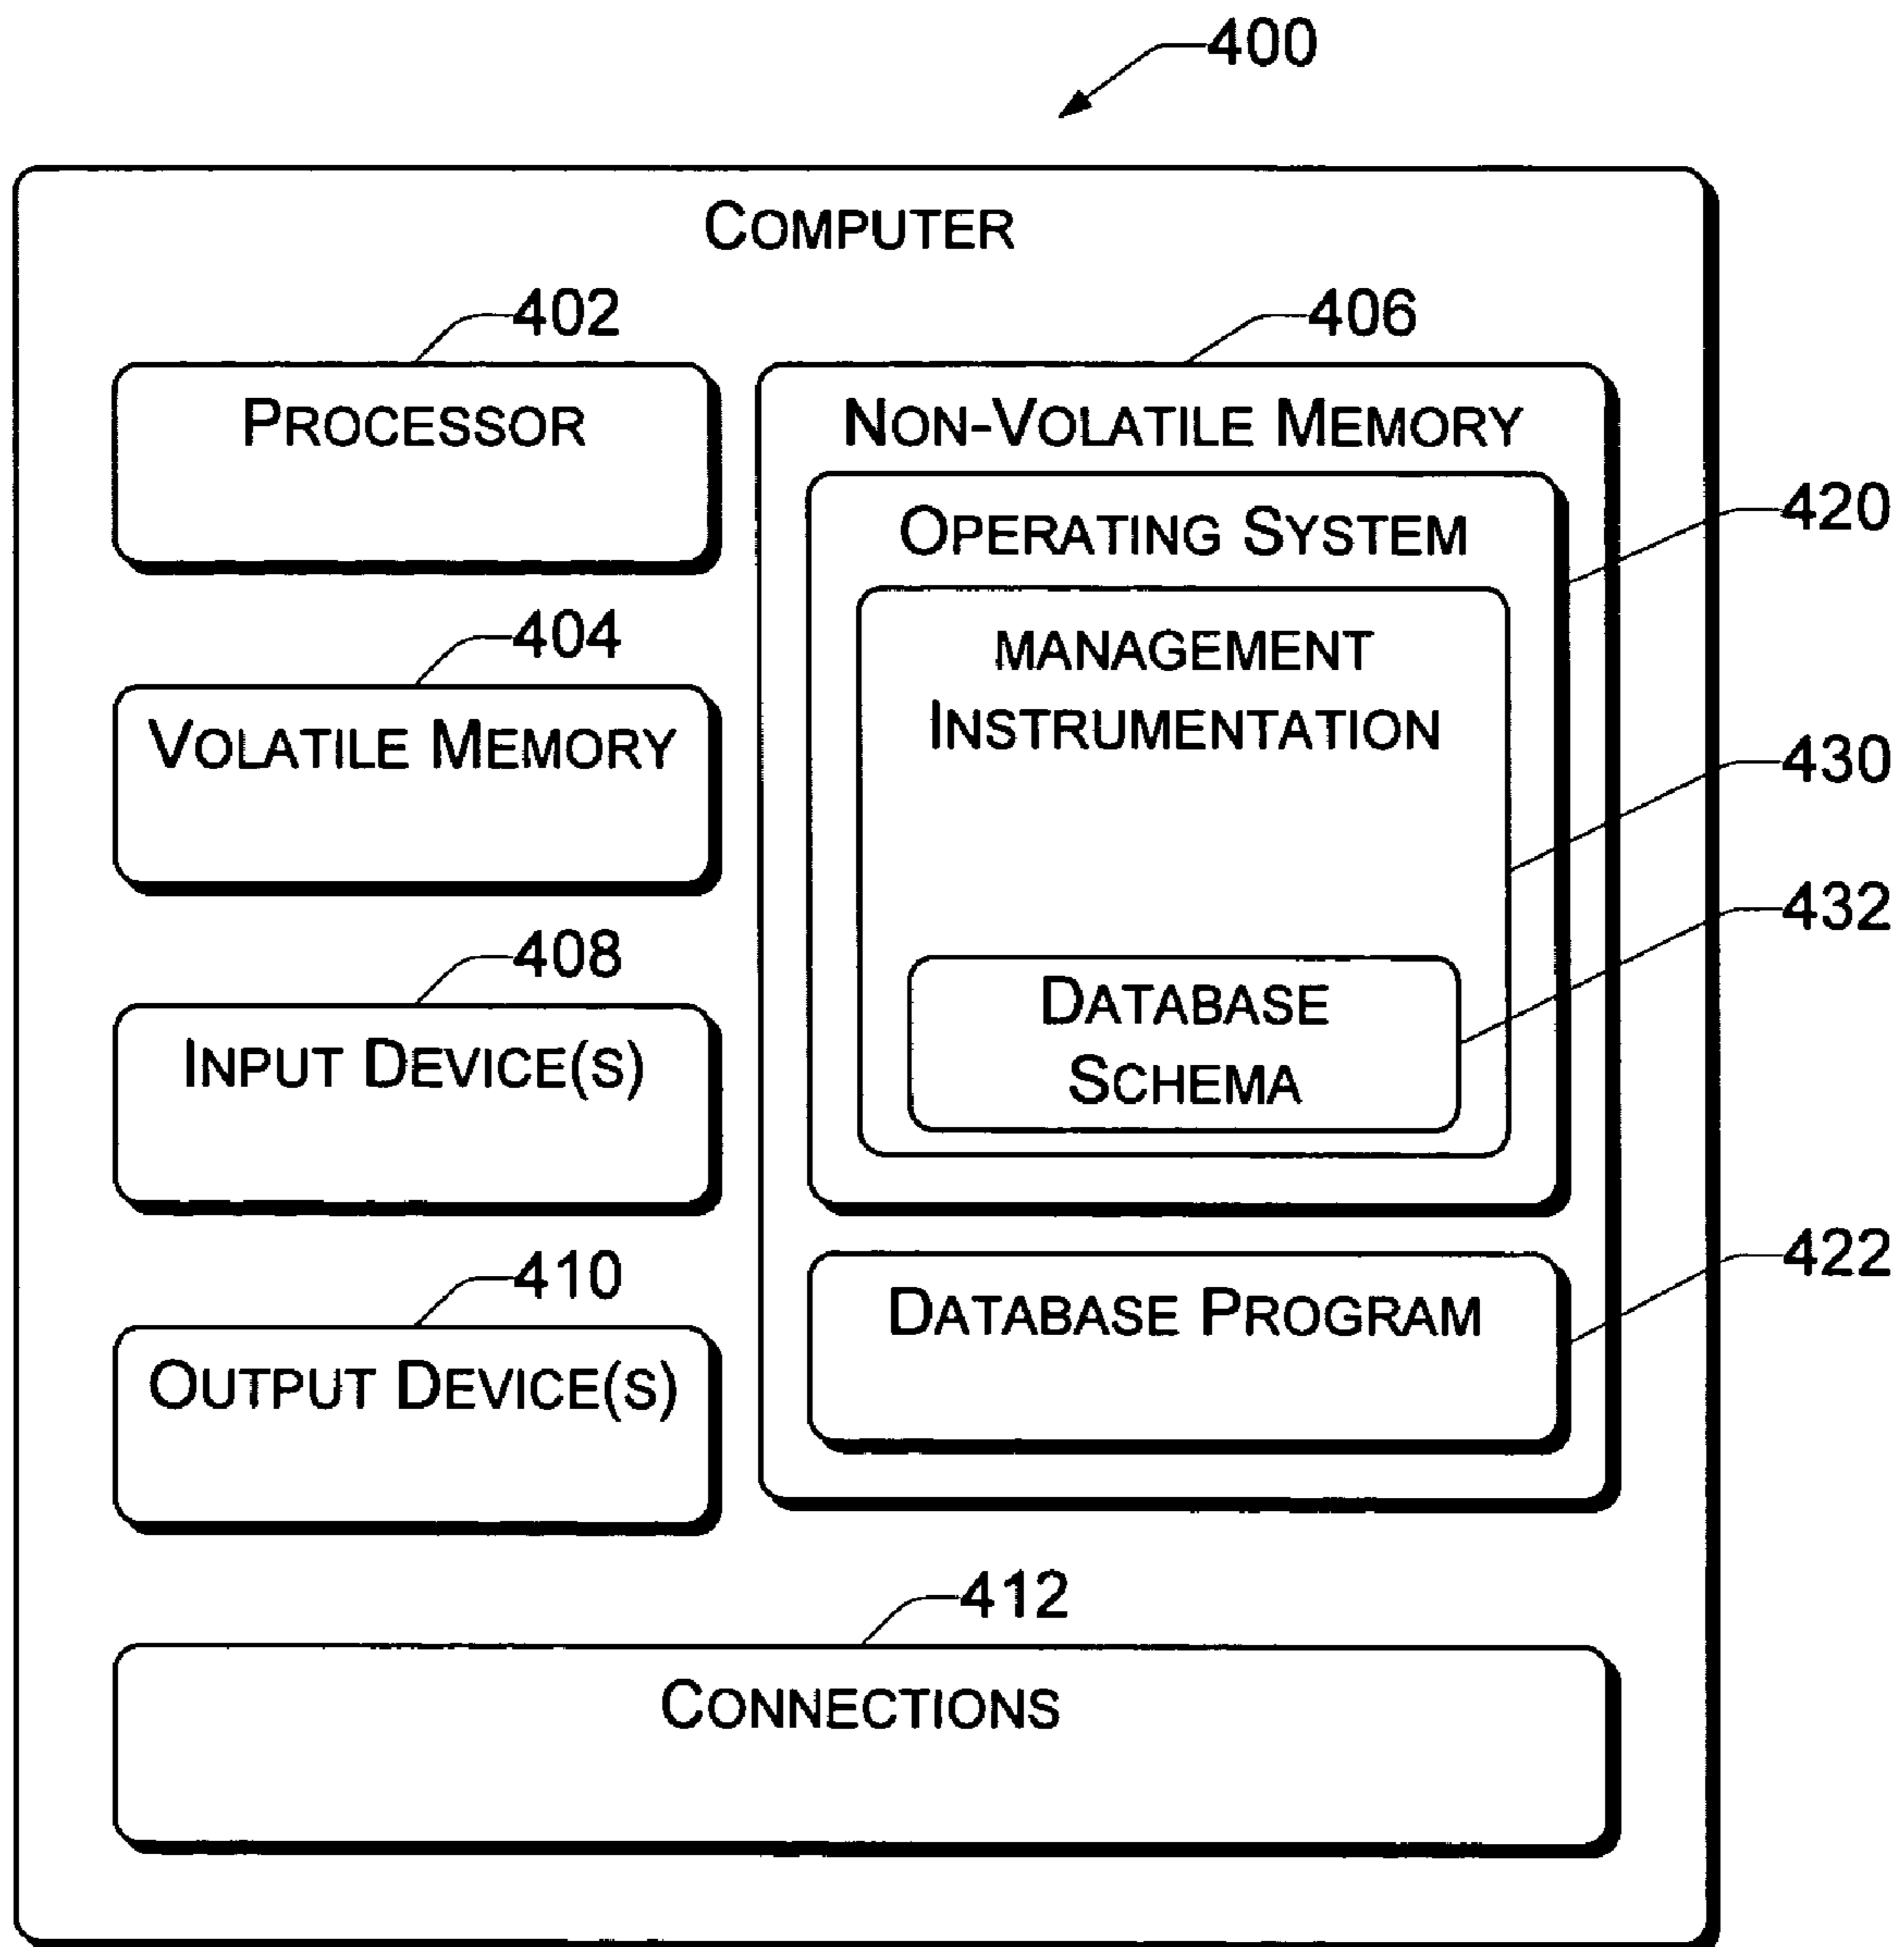 400
COMPUTER
402
PROCESSOR
404
VOLATILE MEMORY
408
INPUT DEVICE(S)
410
OUTPUT DEVICE(S)
406
NON-VOLATILE MEMORY
420
OPERATING SYSTEM
430
MANAGEMENT
INSTRUMENTATION
432
DATABASE
SCHEMA
422
DATABASE PROGRAM
412
CONNECTIONS